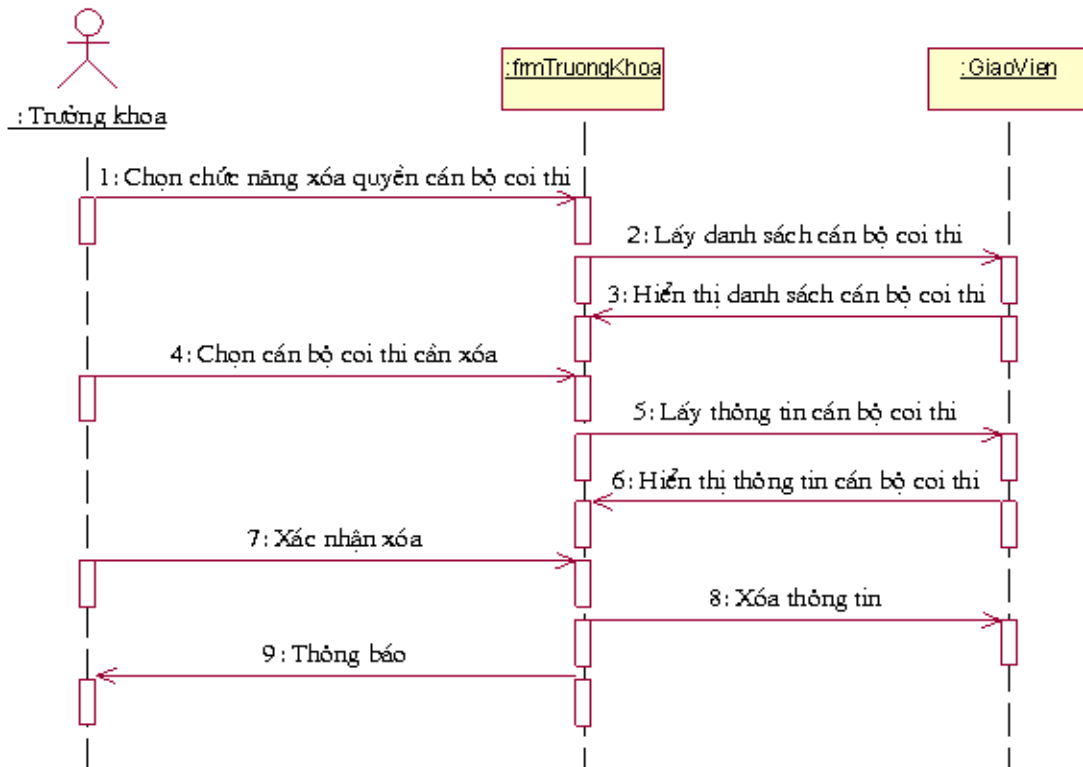 : Trưởng khoa
:frmTruongKhoa
:GiaoVien
1: Chọn chức năng xóa quyền cán bộ coi thi
2: Lấy danh sách cán bộ coi thi
3: Hiển thị danh sách cán bộ coi thi
4: Chọn cán bộ coi thi cần xóa
5: Lấy thông tin cán bộ coi thi
6: Hiển thị thông tin cán bộ coi thi
7: Xác nhận xóa
8: Xóa thông tin
9: Thông báo